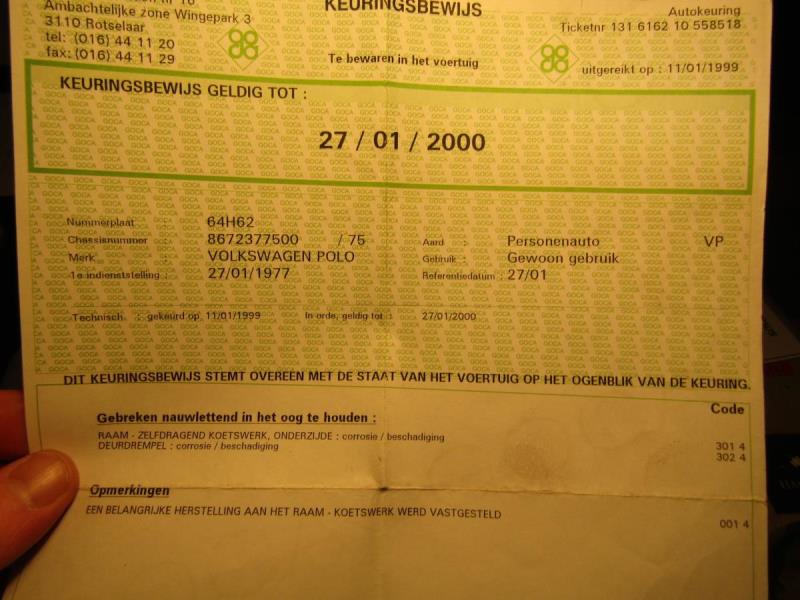 KEURINGSBEWIJS
Ambachtelijke zone Wingepark 3
3110 Rotselaar
tel: (016) 44 11 20
fax: (016) 44 11 29
Te bewaren in het voertuig
Autokeuring
Ticketnr 131 6162 10 558518
uitgereikt op : 11/01/1999
KEURINGSBEWIJS GELDIG TOT :
27 / 01 / 2000
Nummerplaat : 64H62
Chassisnummer : 8672377500 / 75 Aard : Personenauto VP
Merk : VOLKSWAGEN POLO Gebruik : Gewoon gebruik
1e indienststelling : 27/01/1977 Referentiedatum : 27/01
Technisch : gekeurd op 11/01/1999 In orde, geldig tot : 27/01/2000
DIT KEURINGSBEWIJS STEMT OVEREEN MET DE STAAT VAN HET VOERTUIG OP HET OGENBLIK VAN DE KEURING.
Code
Gebreken nauwlettend in het oog te houden :
RAAM - ZELFDRAGEND KOETSWERK, ONDERZIJDE : corrosie / beschadiging 301 4
DEURDREMPEL : corrosie / beschadiging 302 4
Opmerkingen
EEN BELANGRIJKE HERSTELLING AAN HET RAAM - KOETSWERK WERD VASTGESTELD 001 4